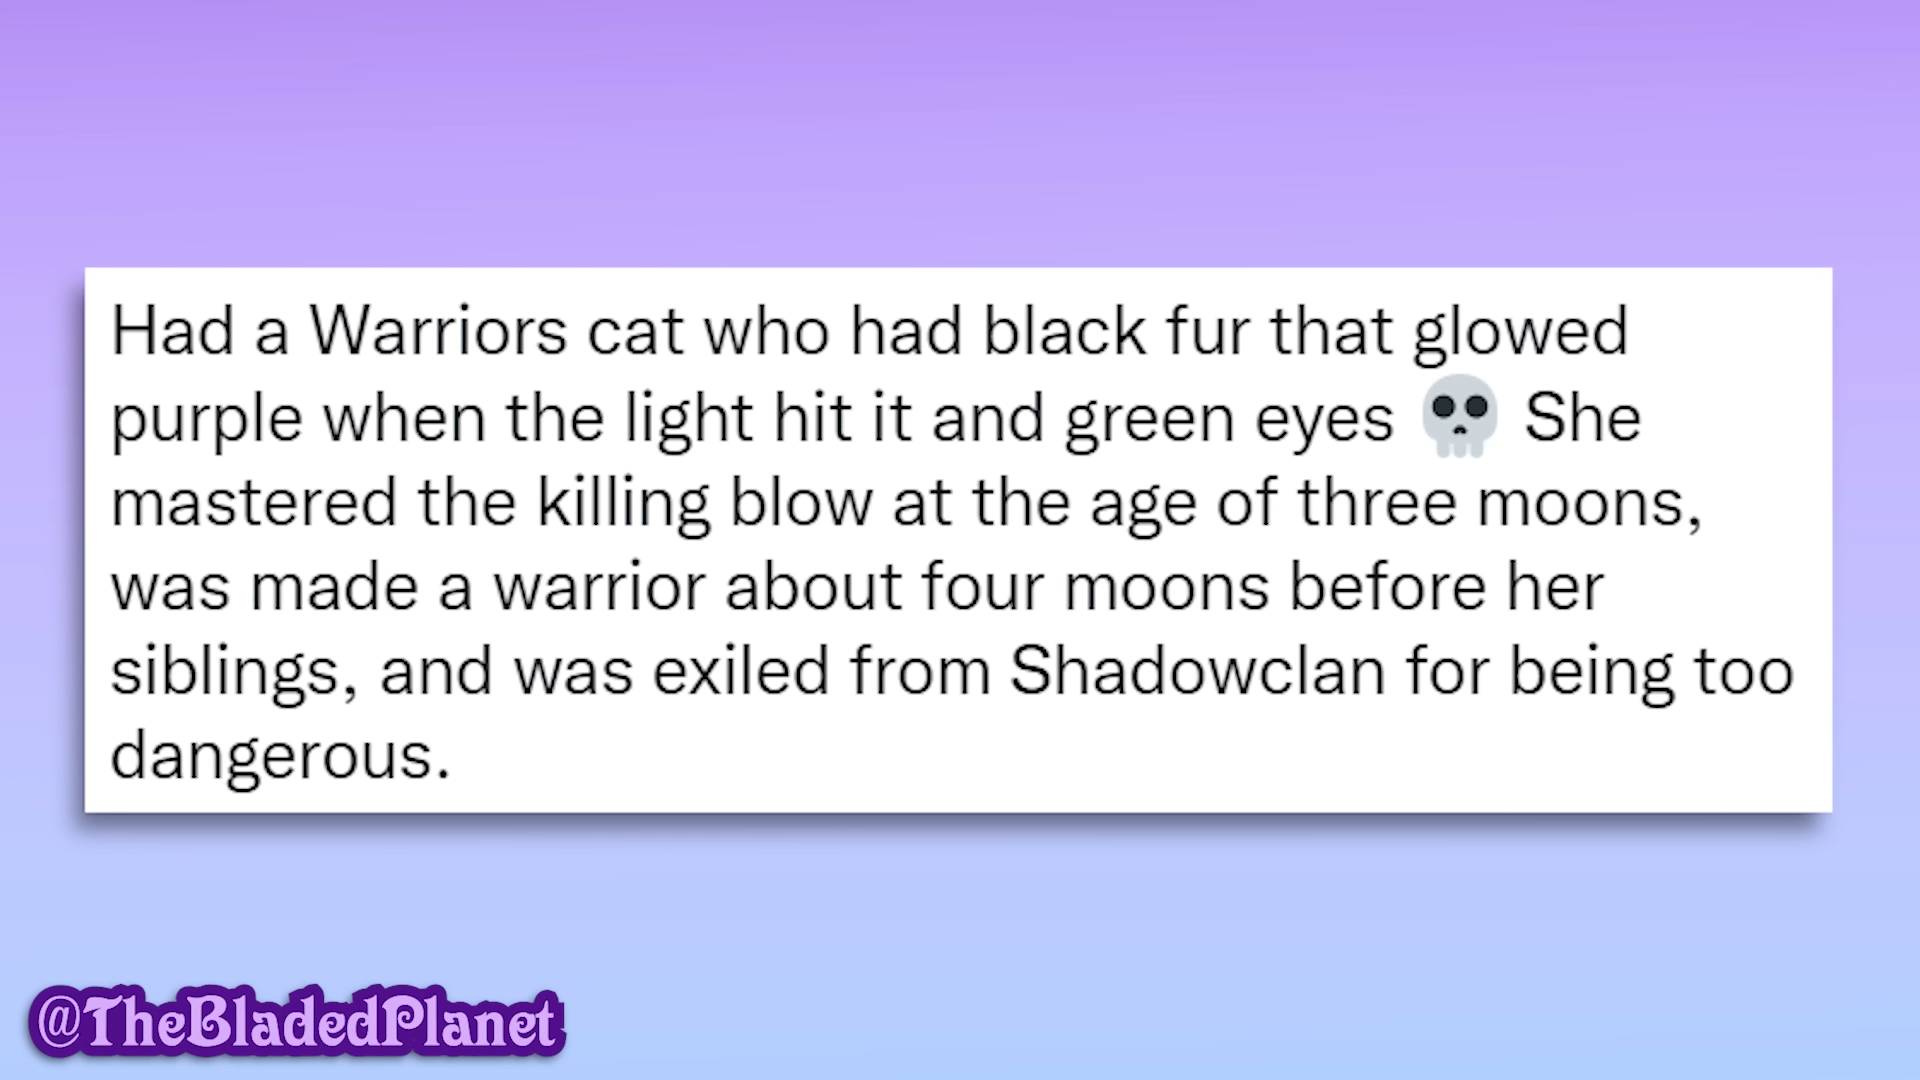 Had a Warriors cat who had black fur that glowed
purple when the light hit it and green eyes 💀 She
mastered the killing blow at the age of three moons,
was made a warrior about four moons before her
siblings, and was exiled from Shadowclan for being too
dangerous.
@TheBladedPlanet